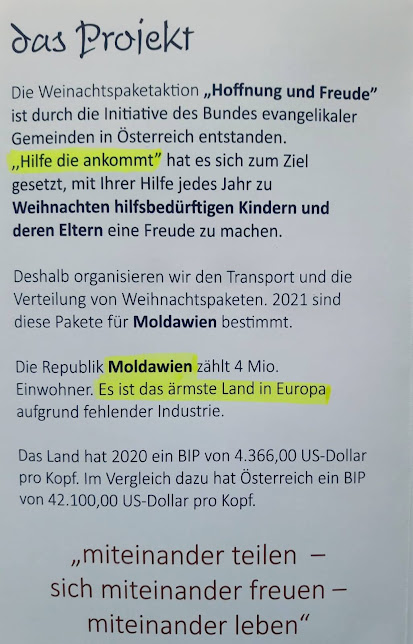 das Projekt
Die Weinachtspaketaktion „Hoffnung und Freude”
ist durch die Initiative des Bundes evangelikaler
Gemeinden in Österreich entstanden.
„Hilfe die ankommt” hat es sich zum Ziel
gesetzt, mit Ihrer Hilfe jedes Jahr zu
Weihnachten hilfsbedürftigen Kindern und
deren Eltern eine Freude zu machen.
Deshalb organisieren wir den Transport und die
Verteilung von Weihnachtspaketen. 2021 sind
diese Pakete für Moldawien bestimmt.
Die Republik Moldawien zählt 4 Mio.
Einwohner. Es ist das ärmste Land in Europa
aufgrund fehlender Industrie.
Das Land hat 2020 ein BIP von 4.366,00 US-Dollar
pro Kopf. Im Vergleich dazu hat Österreich ein BIP
von 42.100,00 US-Dollar pro Kopf.
„miteinander teilen –
sich miteinander freuen –
miteinander leben“